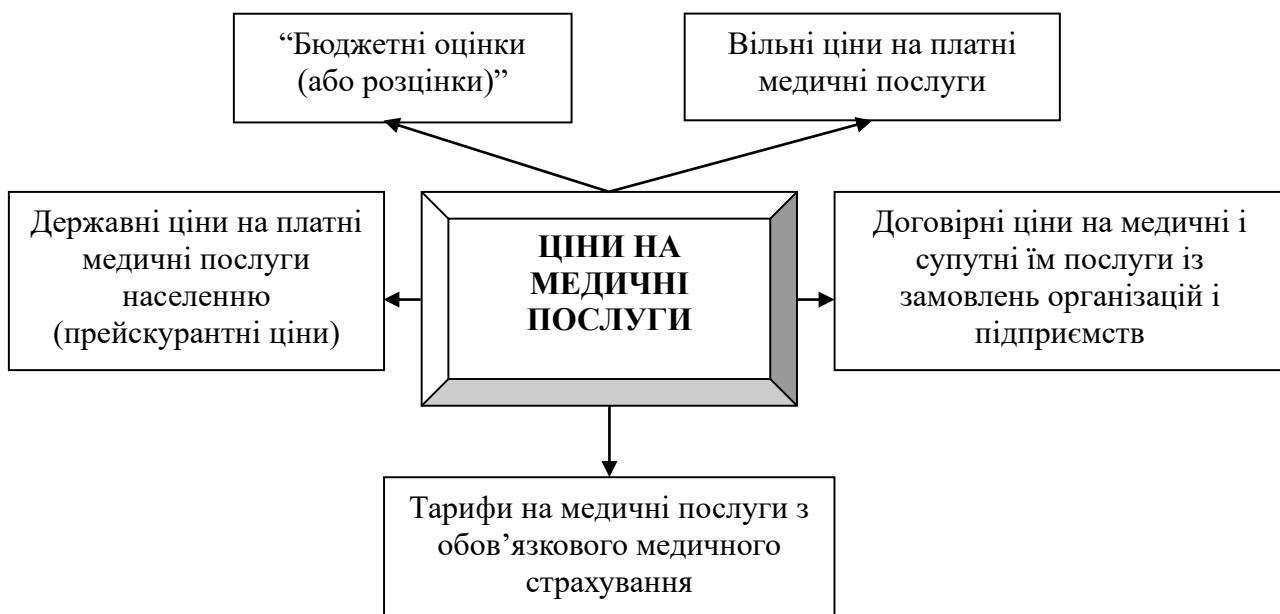 “Бюджетні оцінки
(або розцінки)”
Вільні ціни на платні
медичні послуги
Державні ціни на платні
медичні послуги
населенню
(прейскурантні ціни)
ЦІНИ НА
МЕДИЧНІ
ПОСЛУГИ
Договірні ціни на медичні і
супутні їм послуги із
замовлень організацій і
підприємств
Тарифи на медичні послуги з
обов’язкового медичного
страхування